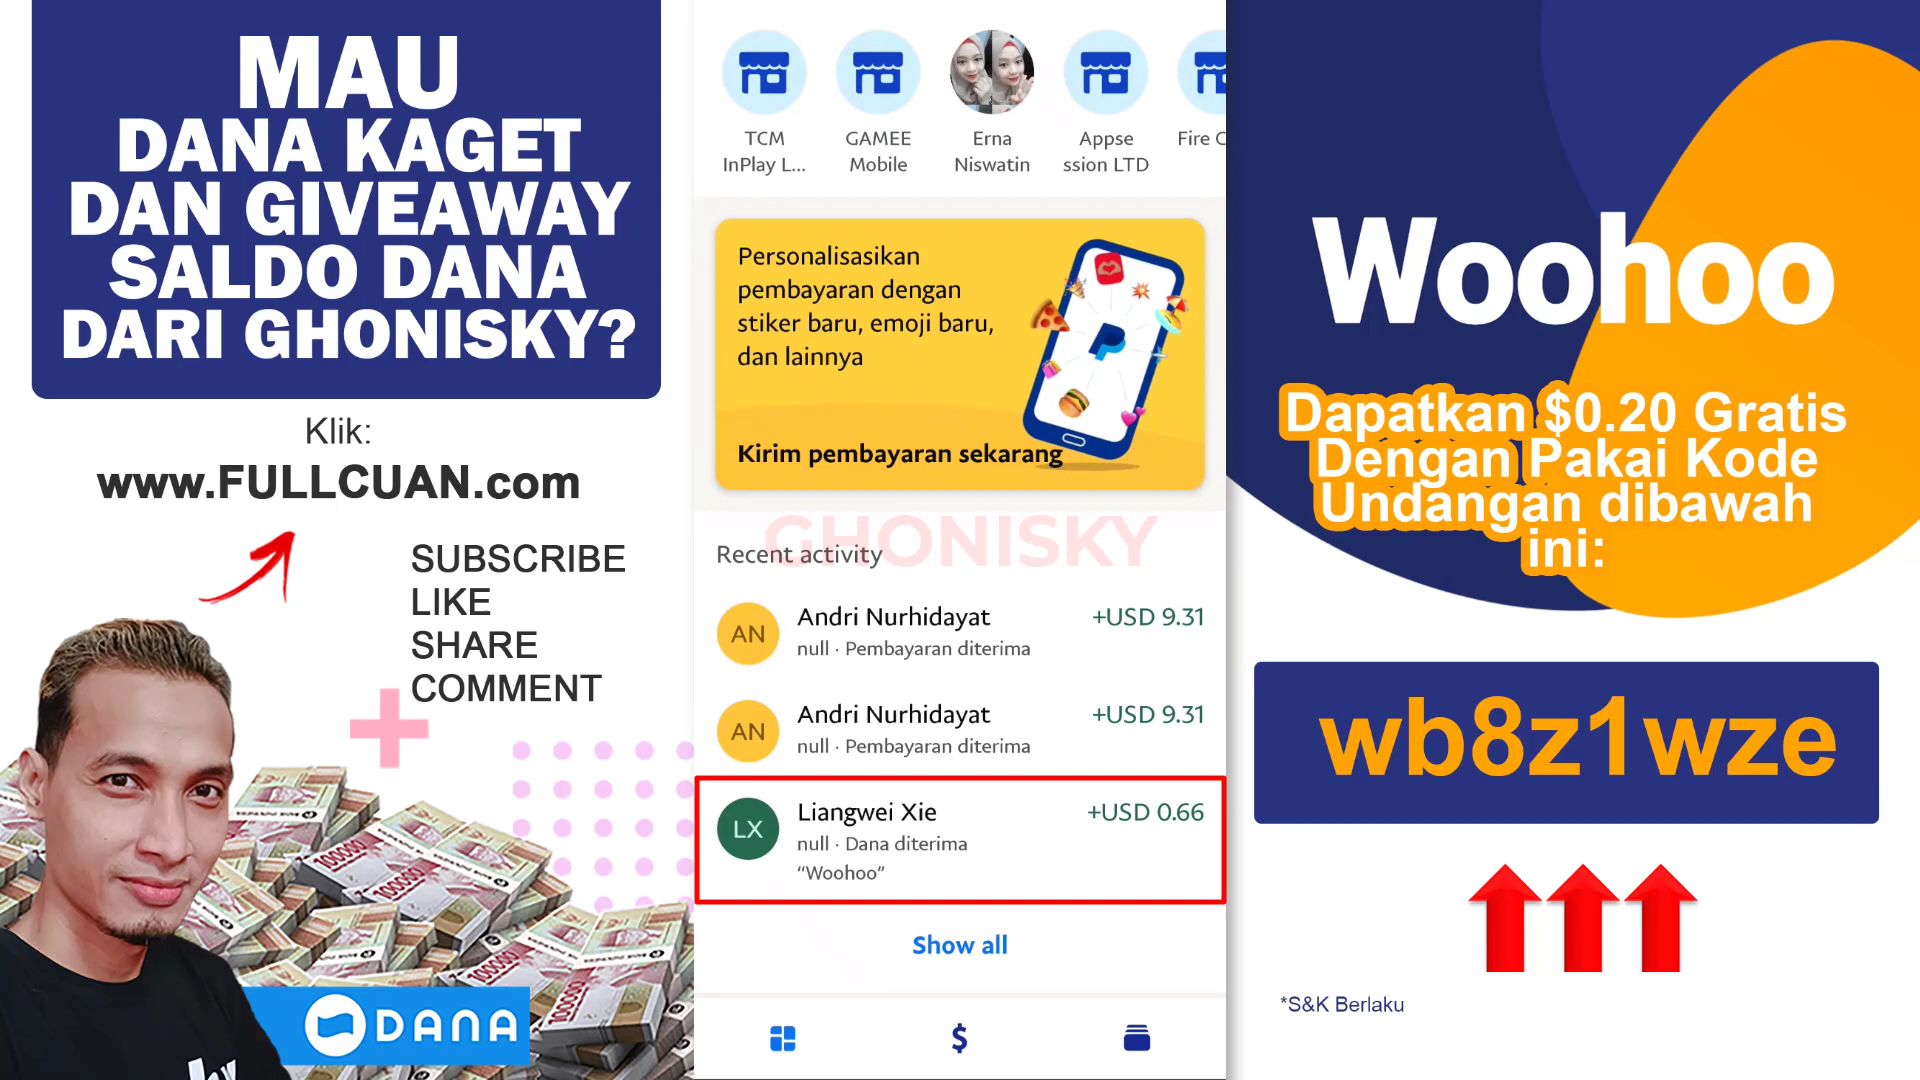 MAU
DANA KAGET
DAN GIVEAWAY
SALDO DANA
DARI GHONISKY?
Klik:
www.FULLCUAN.com
SUBSCRIBE
LIKE
SHARE
COMMENT
DANA
TCM
InPlay L...
GAMEE
Mobile
Erna
Niswatin
Appse
ssion LTD
Fire C
Personalisasikan
pembayaran dengan
stiker baru, emoji baru,
dan lainnya
Kirim pembayaran sekarang
GHONISKY
Recent activity
AN
Andri Nurhidayat
+USD 9.31
null · Pembayaran diterima
AN
Andri Nurhidayat
+USD 9.31
null · Pembayaran diterima
LX
Liangwei Xie
+USD 0.66
null · Dana diterima
“Woohoo”
Show all
Woohoo
Dapatkan $0.20 Gratis
Dengan Pakai Kode
Undangan dibawah
ini:
wb8z1wze
*S&K Berlaku